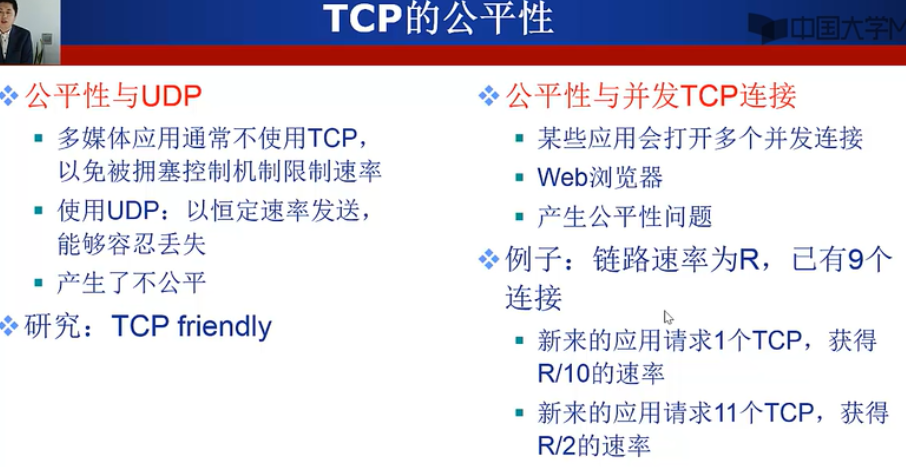 TCP的公平性
中国大学M
公平性与UDP
多媒体应用通常不使用TCP，
以免被拥塞控制机制限制速率
使用UDP：以恒定速率发送，
能够容忍丢失
产生了不公平
研究：TCP friendly
公平性与并发TCP连接
某些应用会打开多个并发连接
Web浏览器
产生公平性问题
例子：链路速率为R，已有9个
连接
新来的应用请求1个TCP，获得
R/10的速率
新来的应用请求11个TCP，获得
R/2的速率